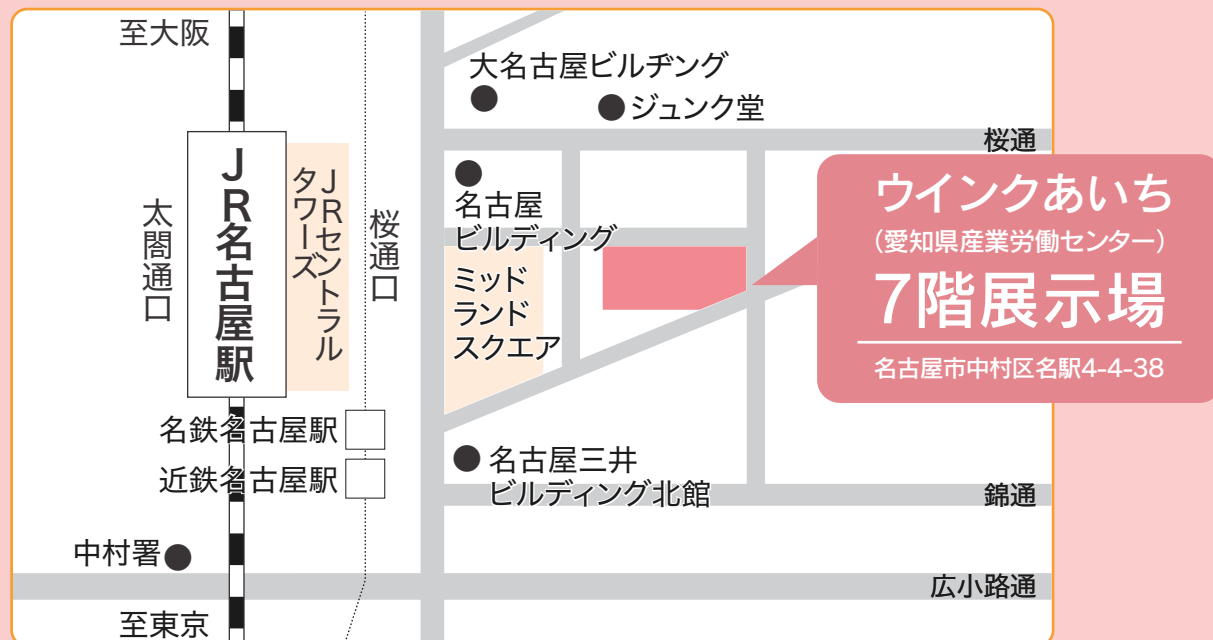 至大阪
大名古屋ビルヂング
ジュンク堂
桜通
JR名古屋駅
JRセントラル
タワーズ
太閤通口
桜通口
名古屋
ビルディング
ミッド
ランド
スクエア
ウインクあいち
(愛知県産業労働センター)
7階展示場
名古屋市中村区名駅4-4-38
名鉄名古屋駅
近鉄名古屋駅
名古屋三井
ビルディング北館
錦通
中村署
広小路通
至東京